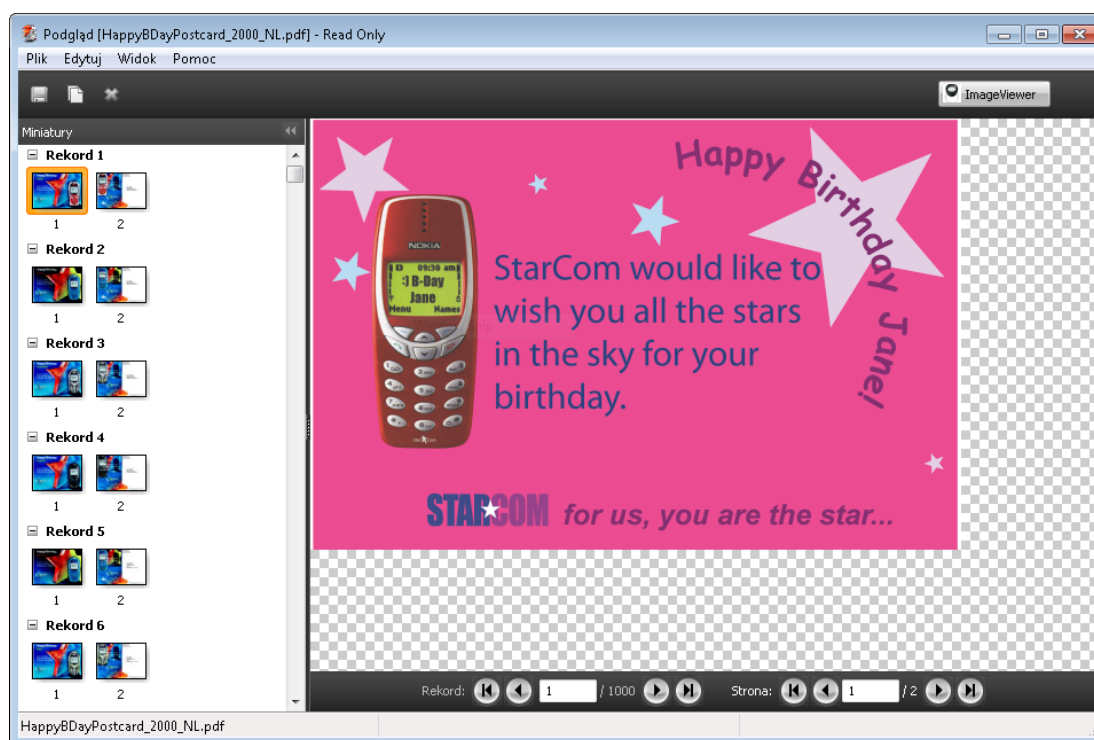 Podgląd [HappyBDayPostcard_2000_NL.pdf] - Read Only
Plik Edytuj Widok Pomoc
ImageViewer
Miniatury
Rekord 1
1 2
Rekord 2
1 2
Rekord 3
1 2
Rekord 4
1 2
Rekord 5
1 2
Rekord 6
1 2
Happy Birthday Jane!
NOKIA
09:30 am
:) B-Day
Jane
Menu Names
StarCom would like to
wish you all the stars
in the sky for your
birthday.
STARCOM for us, you are the star...
Rekord: 1 / 1000 Strona: 1 / 2
HappyBDayPostcard_2000_NL.pdf